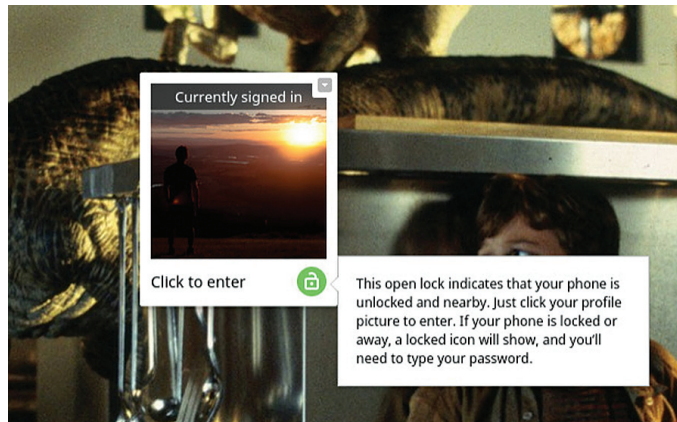 Currently signed in
Click to enter
This open lock indicates that your phone is
unlocked and nearby. Just click your profile
picture to enter. If your phone is locked or
away, a locked icon will show, and you'll
need to type your password.